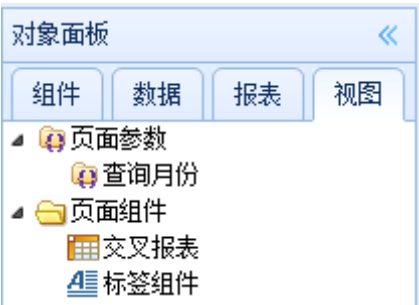 对象面板
组件 数据 报表 视图
页面参数
查询月份
页面组件
交叉报表
标签组件